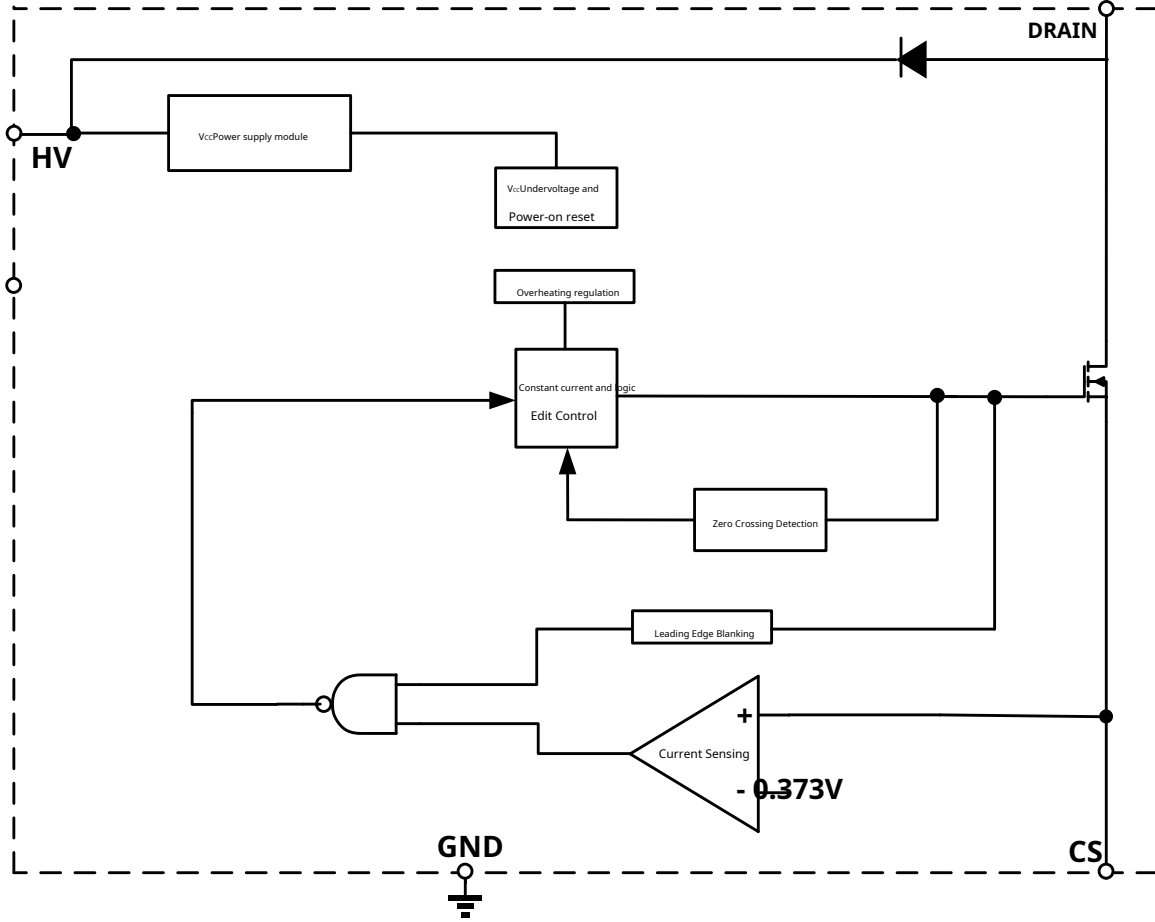 DRAIN
VccPower supply module
HV
VccUndervoltage and
Power-on reset
Overheating regulation
Constant current and logic
Edit Control
Zero Crossing Detection
Leading Edge Blanking
+
Current Sensing
- 0.373V
GND
CS